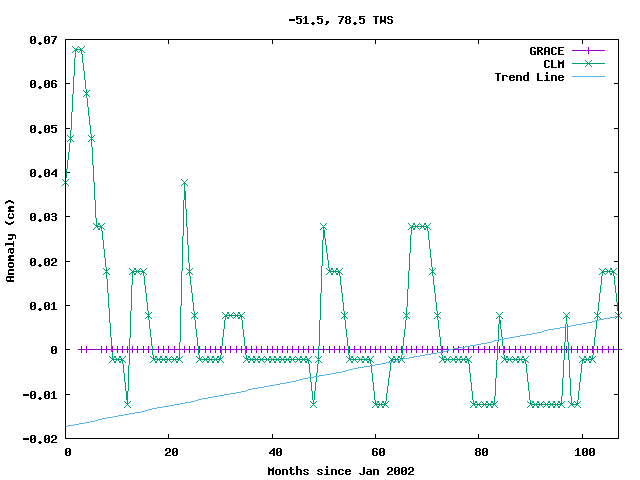 -51.5, 78.5 TWS
GRACE
CLM
Trend Line
0.07
0.06
0.05
0.04
0.03
0.02
0.01
0
-0.01
-0.02
Anomaly (cm)
0 20 40 60 80 100
Months since Jan 2002